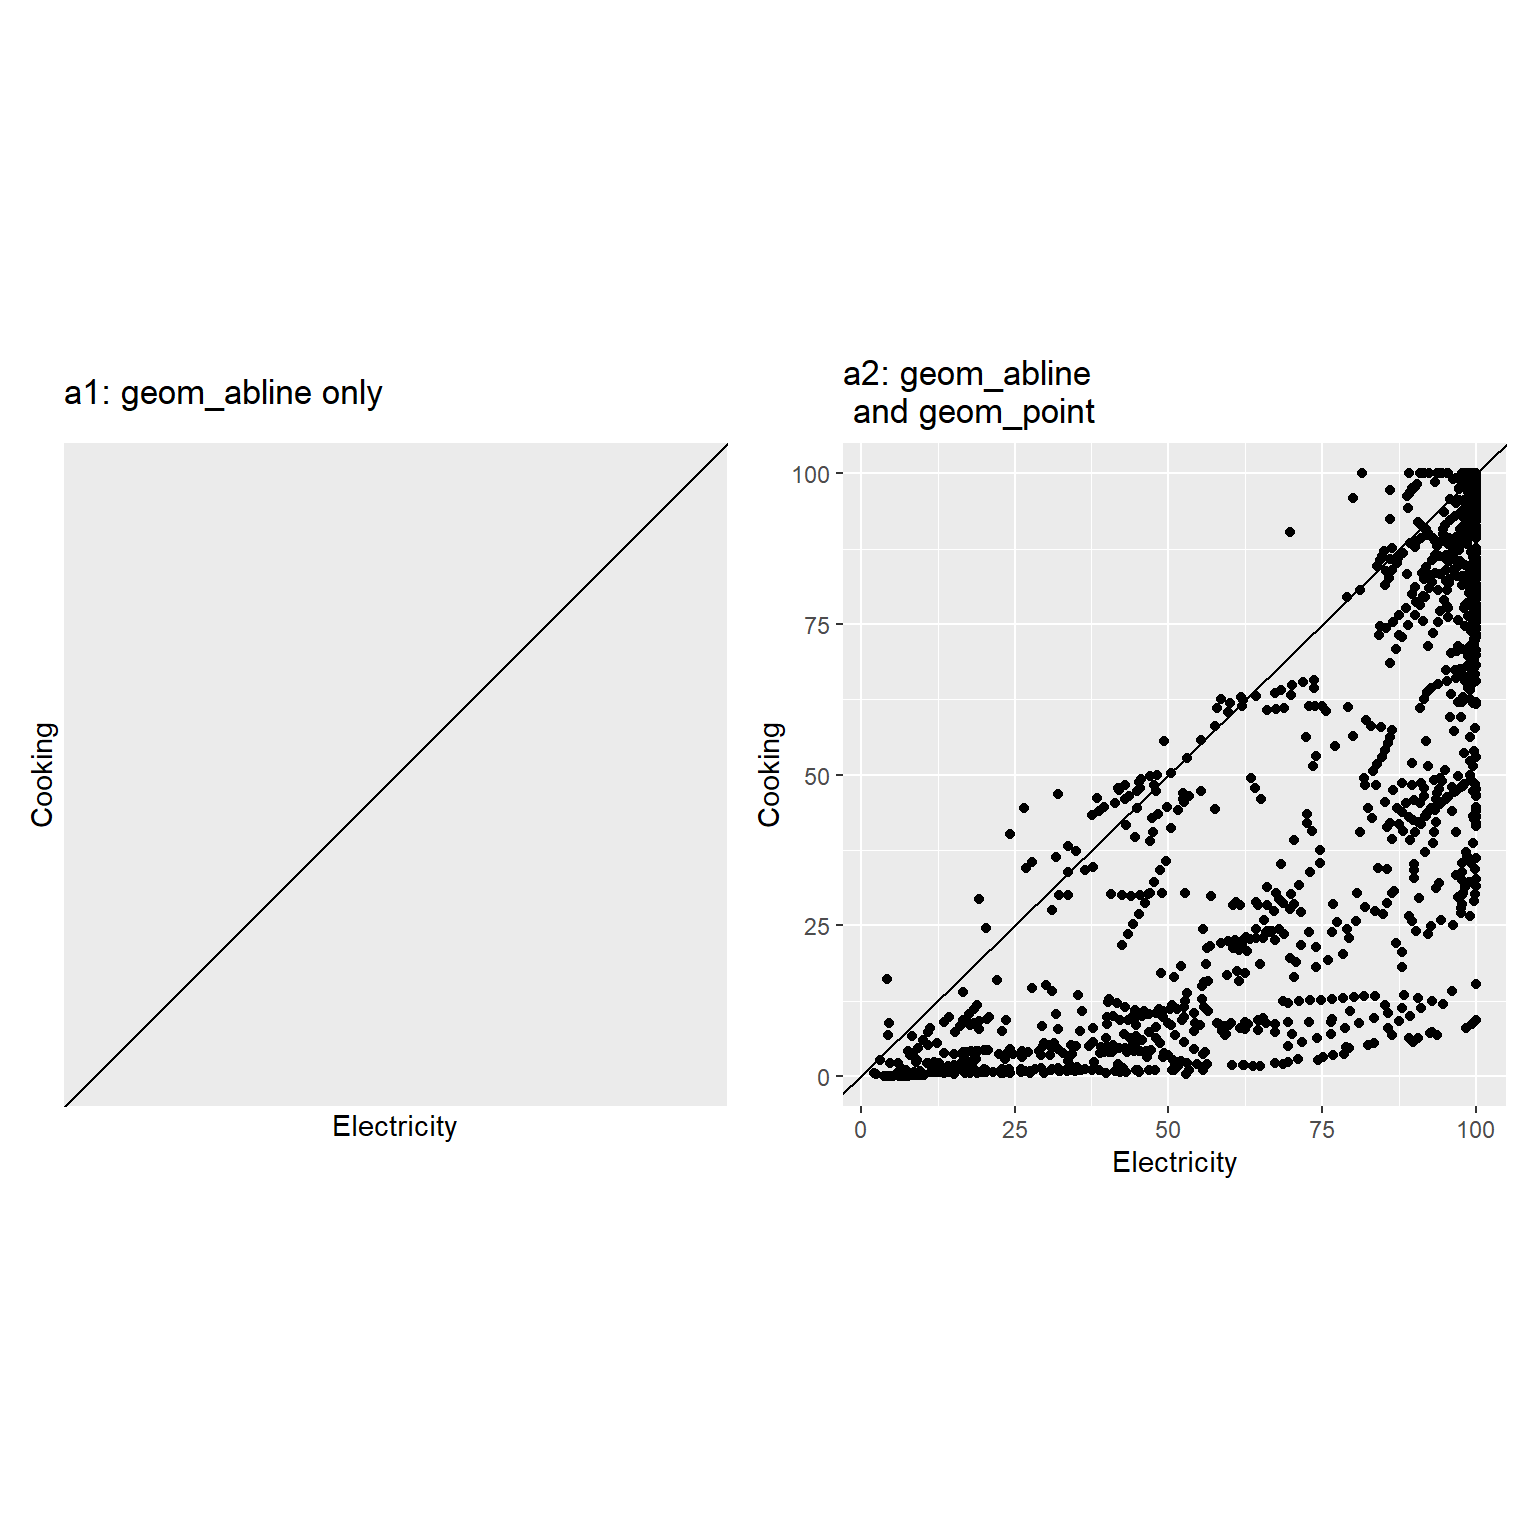 a1: geom_abline only
Cooking
Electricity
a2: geom_abline
and geom_point
Cooking
100
75
50
25
0
0 25 50 75 100
Electricity